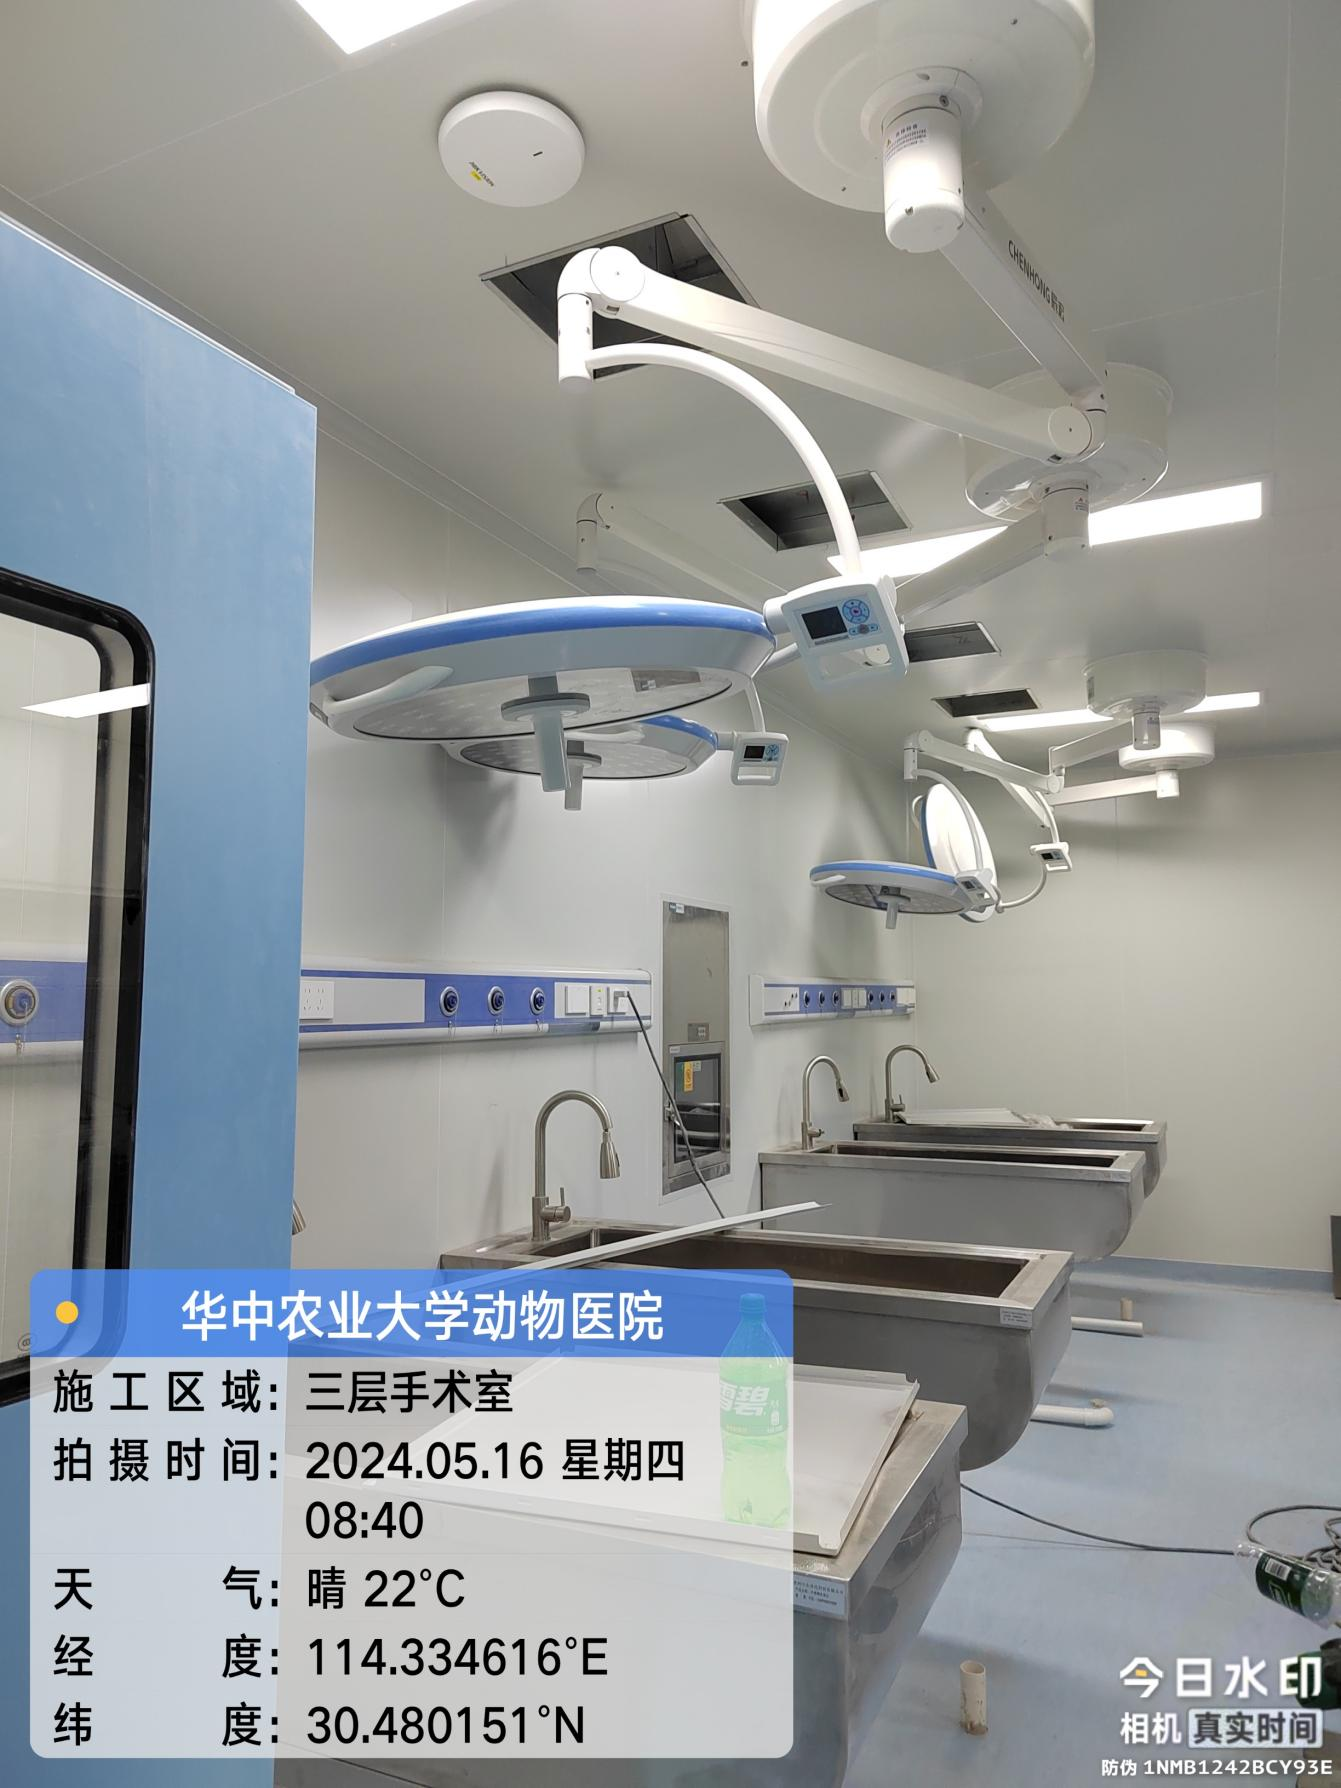 HIKVISION
CHENHONG
华中农业大学动物医院
施工区域：三层手术室
拍摄时间：2024.05.16 星期四
08:40
天气：晴 22℃
经度：114.334616°E
纬度：30.480151°N
雪碧
今日水印
相机 真实时间
防伪 1NMB1242BCY93E